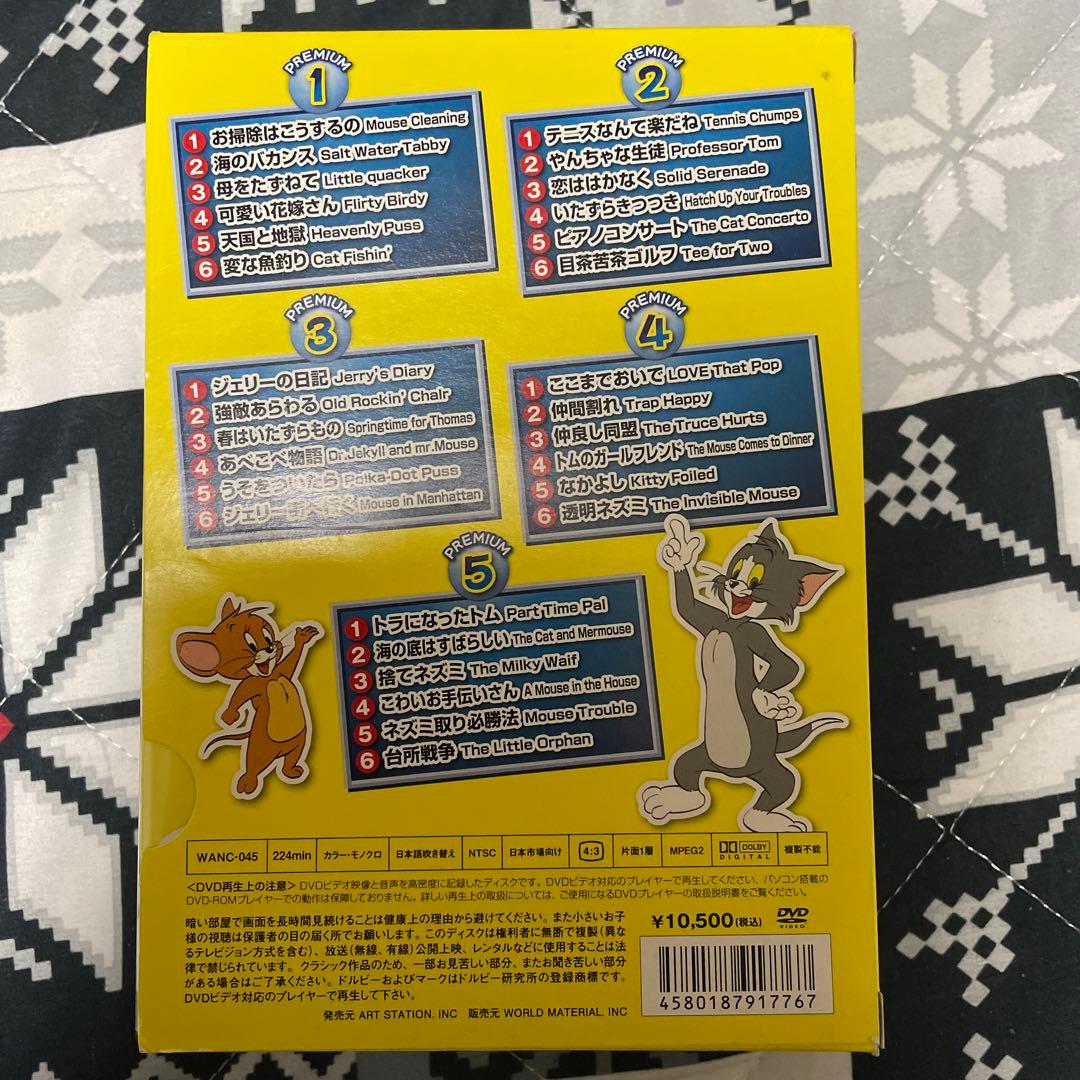 PREMIUM
1
1 お掃除はこうするの Mouse Cleaning
2 海のバカンス Salt Water Tabby
3 母をたずねて Little quacker
4 可愛い花嫁さん Flirty Birdy
5 天国と地獄 Heavenly Puss
6 変な魚釣り Cat Fishin'
PREMIUM
2
1 テニスなんて楽だね Tennis Chumps
2 やんちゃな生徒 Professor Tom
3 恋ははかなく Solid Serenade
4 いたずらきつつき Hatch Up Your Troubles
5 ピアノコンサート The Cat Concerto
6 目茶苦茶ゴルフ Tee for Two
PREMIUM
3
1 ジェリーの日記 Jerry's Diary
2 強敵あらわる Old Rockin' Chair
3 春はいたずらもの Springtime for Thomas
4 あべこべ物語 Dr.Jekyll and mr.Mouse
5 うそをついたら Polka-Dot Puss
6 ジェリー Mouse in Manhattan
PREMIUM
4
1 ここまでおいで LOVE That Pop
2 仲間割れ Trap Happy
3 仲良し同盟 The Truce Hurts
4 トムのガールフレンド The Mouse Comes to Dinner
5 なかよし Kitty Foiled
6 透明ネズミ The Invisible Mouse
PREMIUM
5
1 トラになったトム Part Time Pal
2 海の底はすばらしい The Cat and Mermouse
3 捨てネズミ The Milky Waif
4 こわいお手伝いさん A Mouse in the House
5 ネズミ取り必勝法 Mouse Trouble
6 台所戦争 The Little Orphan
WANC-045 224min カラー・モノクロ 日本語吹き替え NTSC 日本市場向け 4:3 片面1層 MPEG2 DOLBY DIGITAL 複製不能
<DVD再生上の注意> DVDビデオ映像と音声を高密度に記録したディスクです。DVDビデオ対応のプレイヤーで再生してください、パソコン搭載の
DVD-ROMプレイヤーでの動作は保障しておりません。詳しい再生上の取扱については、ご使用になるDVDプレイヤーの取扱説明書をご覧ください。
暗い部屋で画面を長時間見続けることは健康上の理由から避けてください。また小さいお子
様の視聴は保護者の目の届く所でお願いします。このディスクは権利者に無断で複製(異な
るテレビジョン方式を含む)、放送(無線、有線)公開上映、レンタルなどに使用することは法
律で禁じられています。クラシック作品のため、一部お見苦しい部分、またお聞き苦しい部分
がある場合はご了承ください。ドルビーおよびマークはドルビー研究所の登録商標です。
DVDビデオ対応のプレイヤーで再生して下さい。
¥10,500(税込) DVD VIDEO
4580187917767
発売元 ART STATION. INC 販売元 WORLD MATERIAL. INC